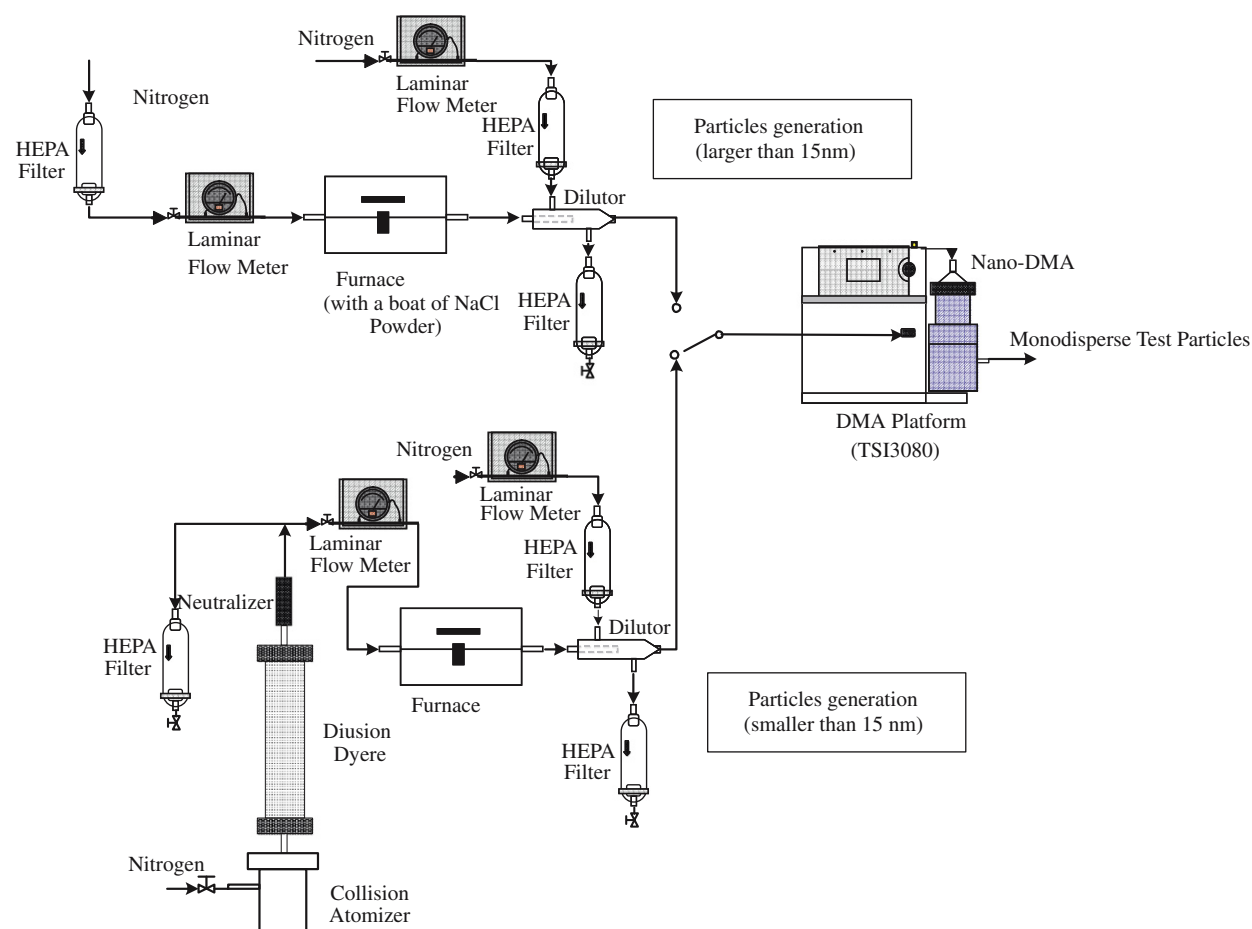 Nitrogen
Laminar
Flow Meter
Nitrogen
HEPA
Filter
HEPA
Filter
Particles generation
(larger than 15nm)
Dilutor
Laminar
Flow Meter
Furnace
(with a boat of NaCl
Powder)
HEPA
Filter
Nano-DMA
Monodisperse Test Particles
DMA Platform
(TSI3080)
Nitrogen
Laminar
Flow Meter
Laminar
Flow Meter
HEPA
Filter
Neutralizer
Dilutor
HEPA
Filter
Furnace
Particles generation
(smaller than 15 nm)
Diusion
Dyere
HEPA
Filter
Nitrogen
Collision
Atomizer